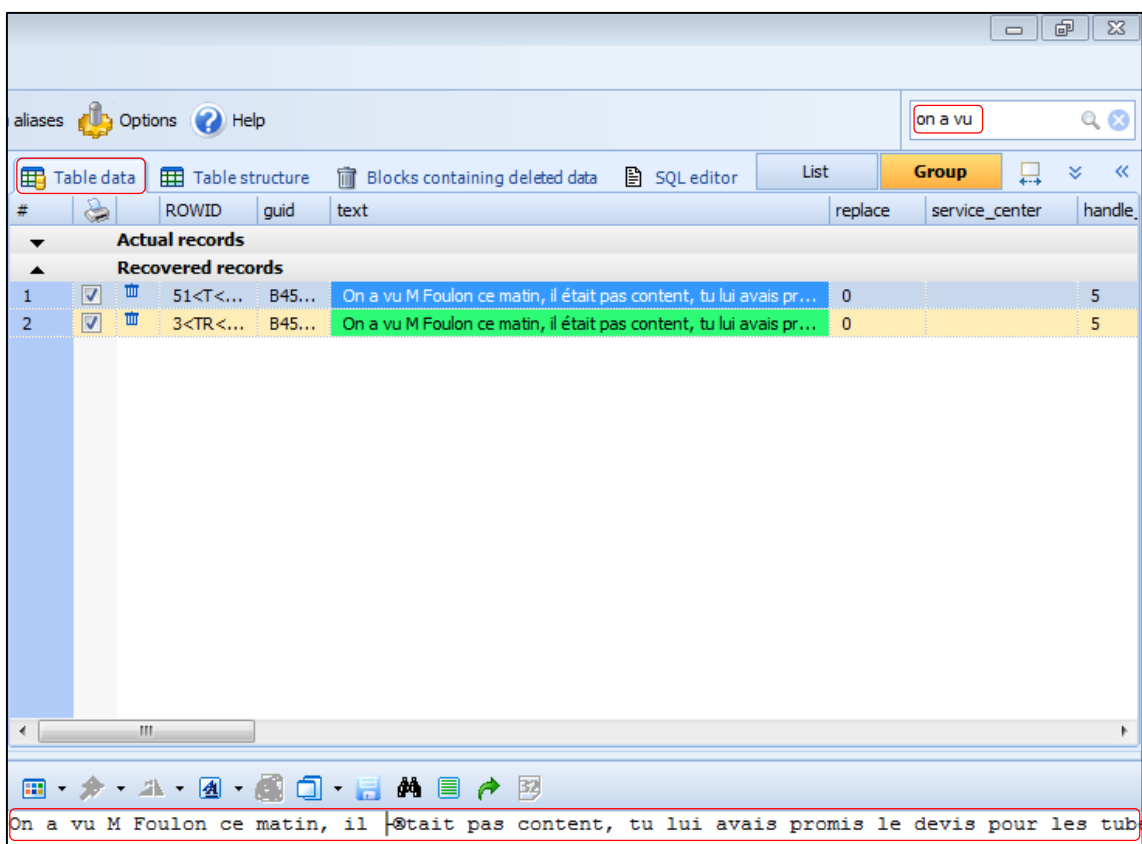 aliases Options Help on a vu
Table data Table structure Blocks containing deleted data SQL editor List Group
# ROWID guid text replace service_center handle_
Actual records
Recovered records
1 51<T<... B45... On a vu M Foulon ce matin, il était pas content, tu lui avais pr... 0 5
2 3<TR<... B45... On a vu M Foulon ce matin, il était pas content, tu lui avais pr... 0 5
On a vu M Foulon ce matin, il ├®tait pas content, tu lui avais promis le devis pour les tube